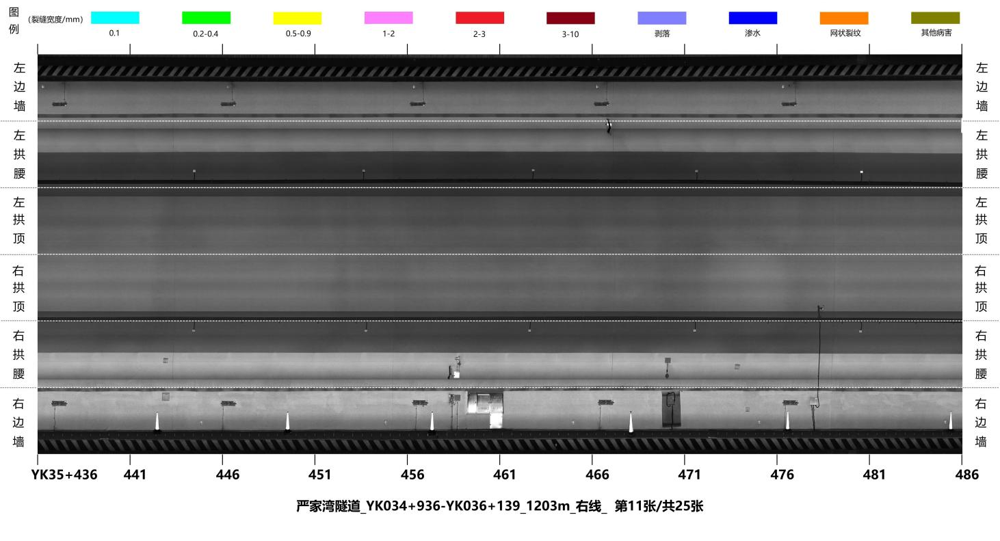 图例 (裂缝宽度/mm) 0.1 0.2-0.4 0.5-0.9 1-2 2-3 3-10 剥落 渗水 网状裂纹 其他病害
左边墙 左边墙
左拱腰 左拱腰
左拱顶 左拱顶
右拱顶 右拱顶
右拱腰 右拱腰
右边墙 右边墙
YK35+436 441 446 451 456 461 466 471 476 481 486
严家湾隧道_YK034+936-YK036+139_1203m_右线_ 第11张/共25张